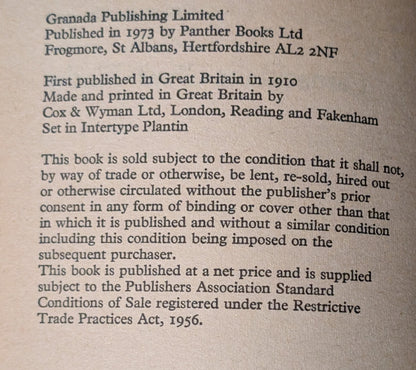 Granada Publishing Limited
Published in 1973 by Panther Books Ltd
Frogmore, St Albans, Hertfordshire AL2 2NF
First published in Great Britain in 1910
Made and printed in Great Britain by
Cox & Wyman Ltd, London, Reading and Fakenham
Set in Intertype Plantin
This book is sold subject to the condition that it shall not,
by way of trade or otherwise, be lent, re-sold, hired out
or otherwise circulated without the publisher's prior
consent in any form of binding or cover other than that
in which it is published and without a similar condition
including this condition being imposed on the
subsequent purchaser.
This book is published at a net price and is supplied
subject to the Publishers Association Standard
Conditions of Sale registered under the Restrictive
Trade Practices Act, 1956.